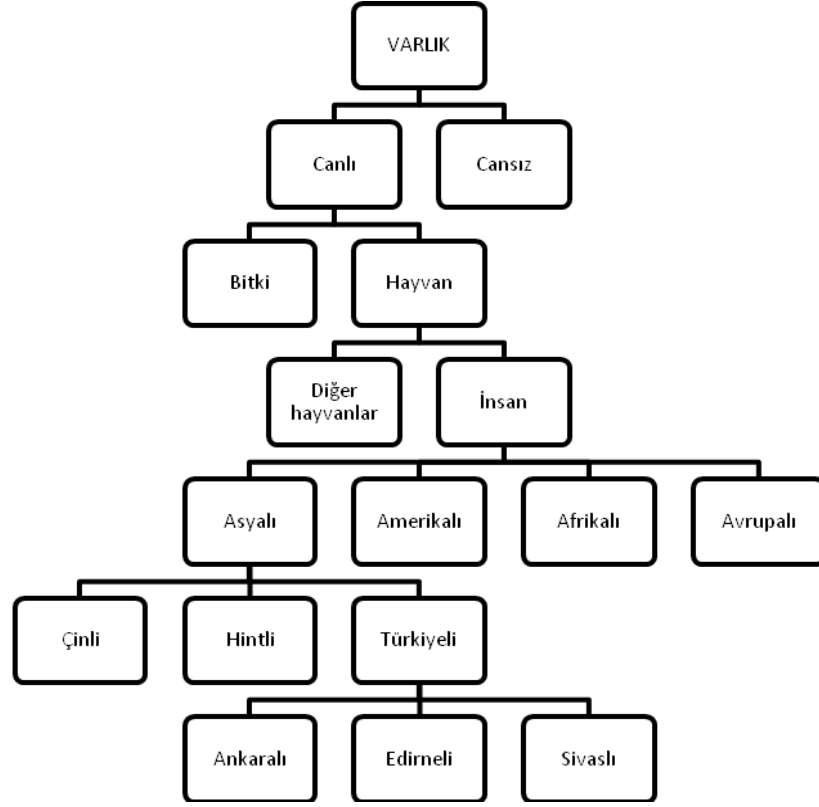 VARLIK
Canlı
Cansız
Bitki
Hayvan
Diğer
hayvanlar
İnsan
Asyalı
Amerikalı
Afrikalı
Avrupalı
Çinli
Hintli
Türkiyeli
Ankaralı
Edirneli
Sivaslı